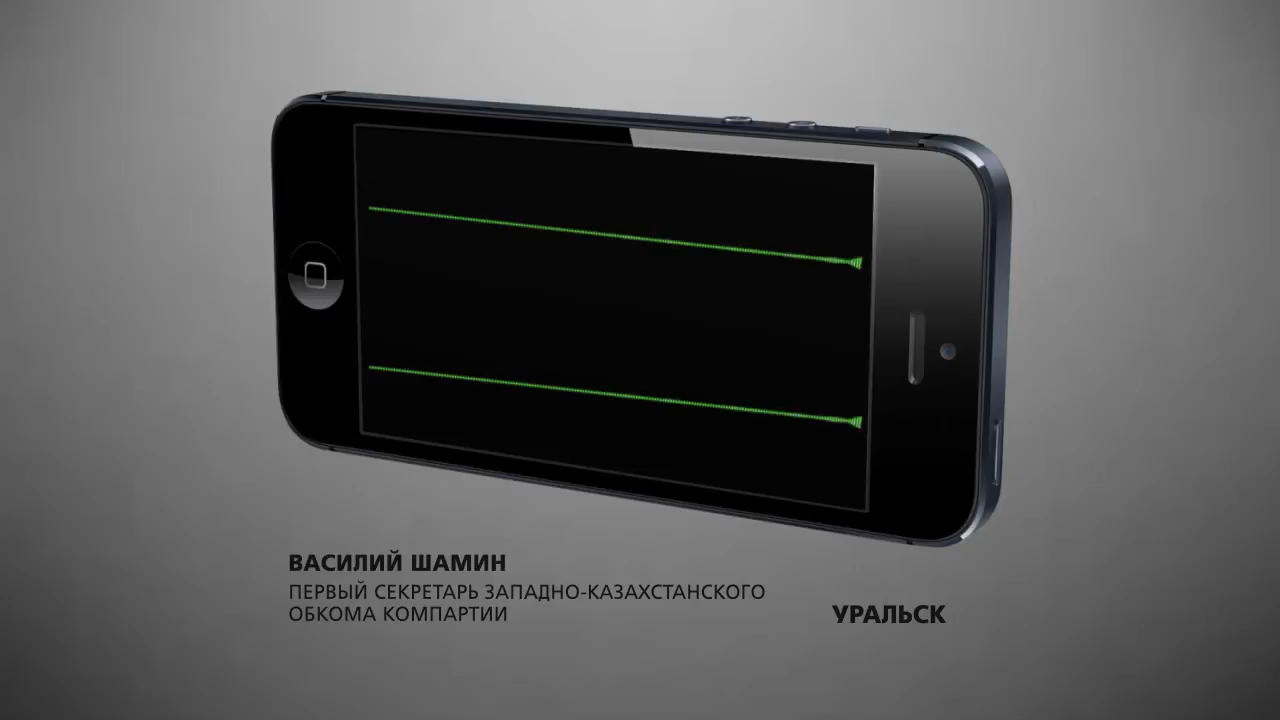 ВАСИЛИЙ ШАМИН
ПЕРВЫЙ СЕКРЕТАРЬ ЗАПАДНО-КАЗАХСТАНСКОГО
ОБКОМА КОМПАРТИИ
УРАЛЬСК